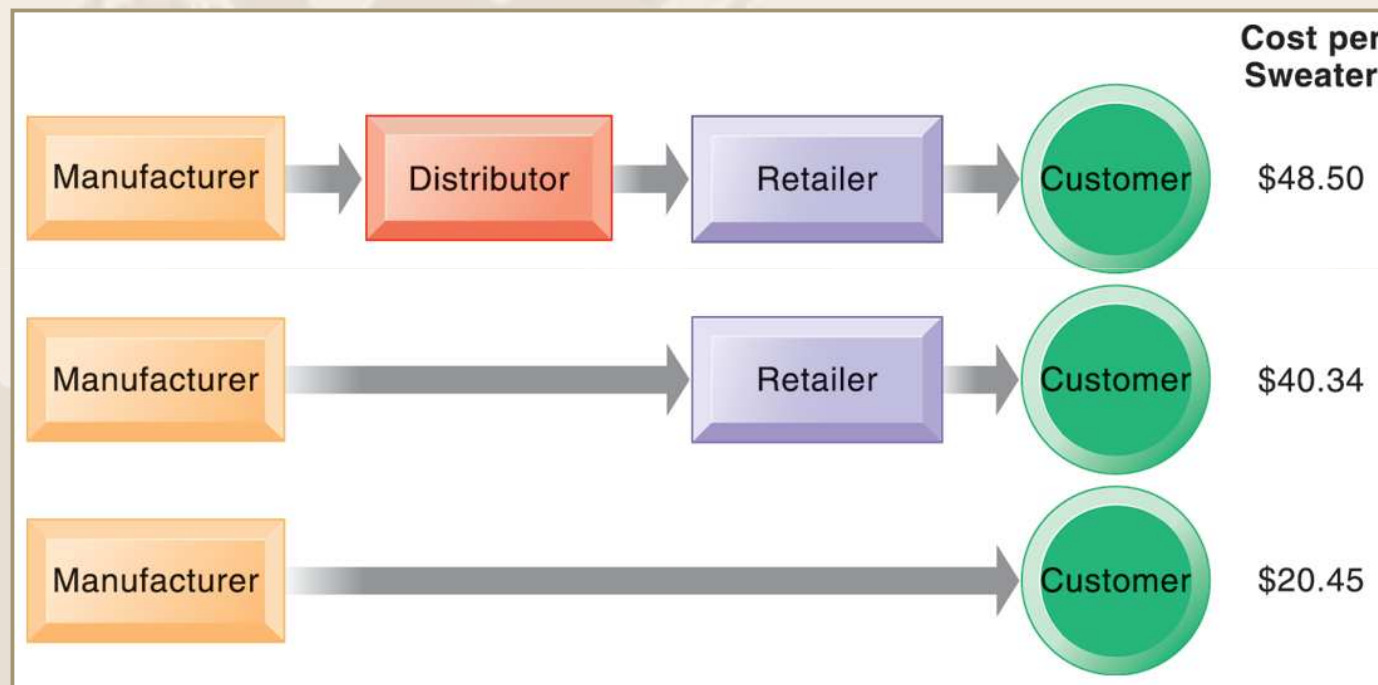 Cost per
Sweater
Manufacturer Distributor Retailer Customer $48.50
Manufacturer Retailer Customer $40.34
Manufacturer Customer $20.45